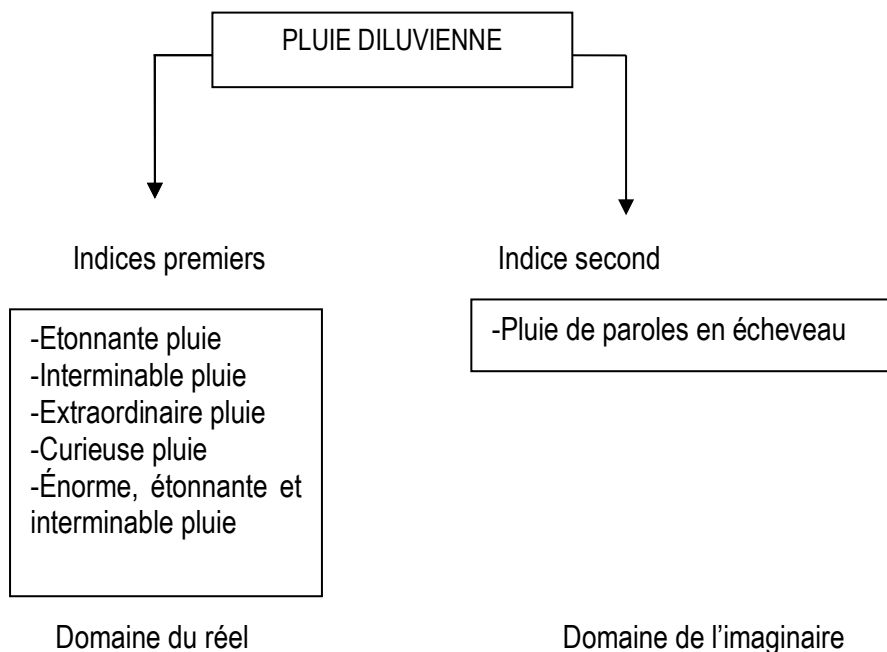 PLUIE DILUVIENNE
Indices premiers
-Etonnante pluie
-Interminable pluie
-Extraordinaire pluie
-Curieuse pluie
-Énorme, étonnante et
interminable pluie
Domaine du réel
Indice second
-Pluie de paroles en écheveau
Domaine de l’imaginaire